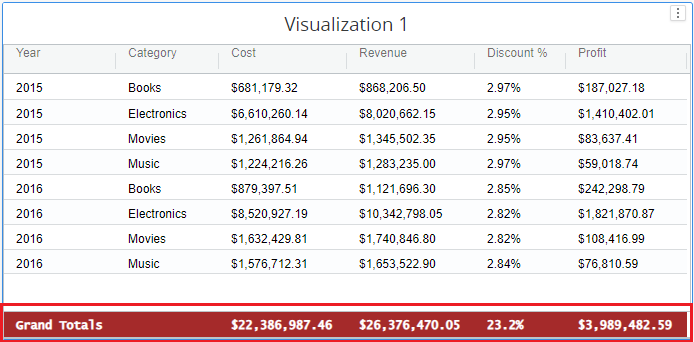 Visualization 1
Year Category Cost Revenue Discount % Profit
2015 Books $681,179.32 $868,206.50 2.97% $187,027.18
2015 Electronics $6,610,260.14 $8,020,662.15 2.95% $1,410,402.01
2015 Movies $1,261,864.94 $1,345,502.35 2.95% $83,637.41
2015 Music $1,224,216.26 $1,283,235.00 2.97% $59,018.74
2016 Books $879,397.51 $1,121,696.30 2.85% $242,298.79
2016 Electronics $8,520,927.19 $10,342,798.05 2.82% $1,821,870.87
2016 Movies $1,632,429.81 $1,740,846.80 2.82% $108,416.99
2016 Music $1,576,712.31 $1,653,522.90 2.84% $76,810.59
Grand Totals $22,386,987.46 $26,376,470.05 23.2% $3,989,482.59